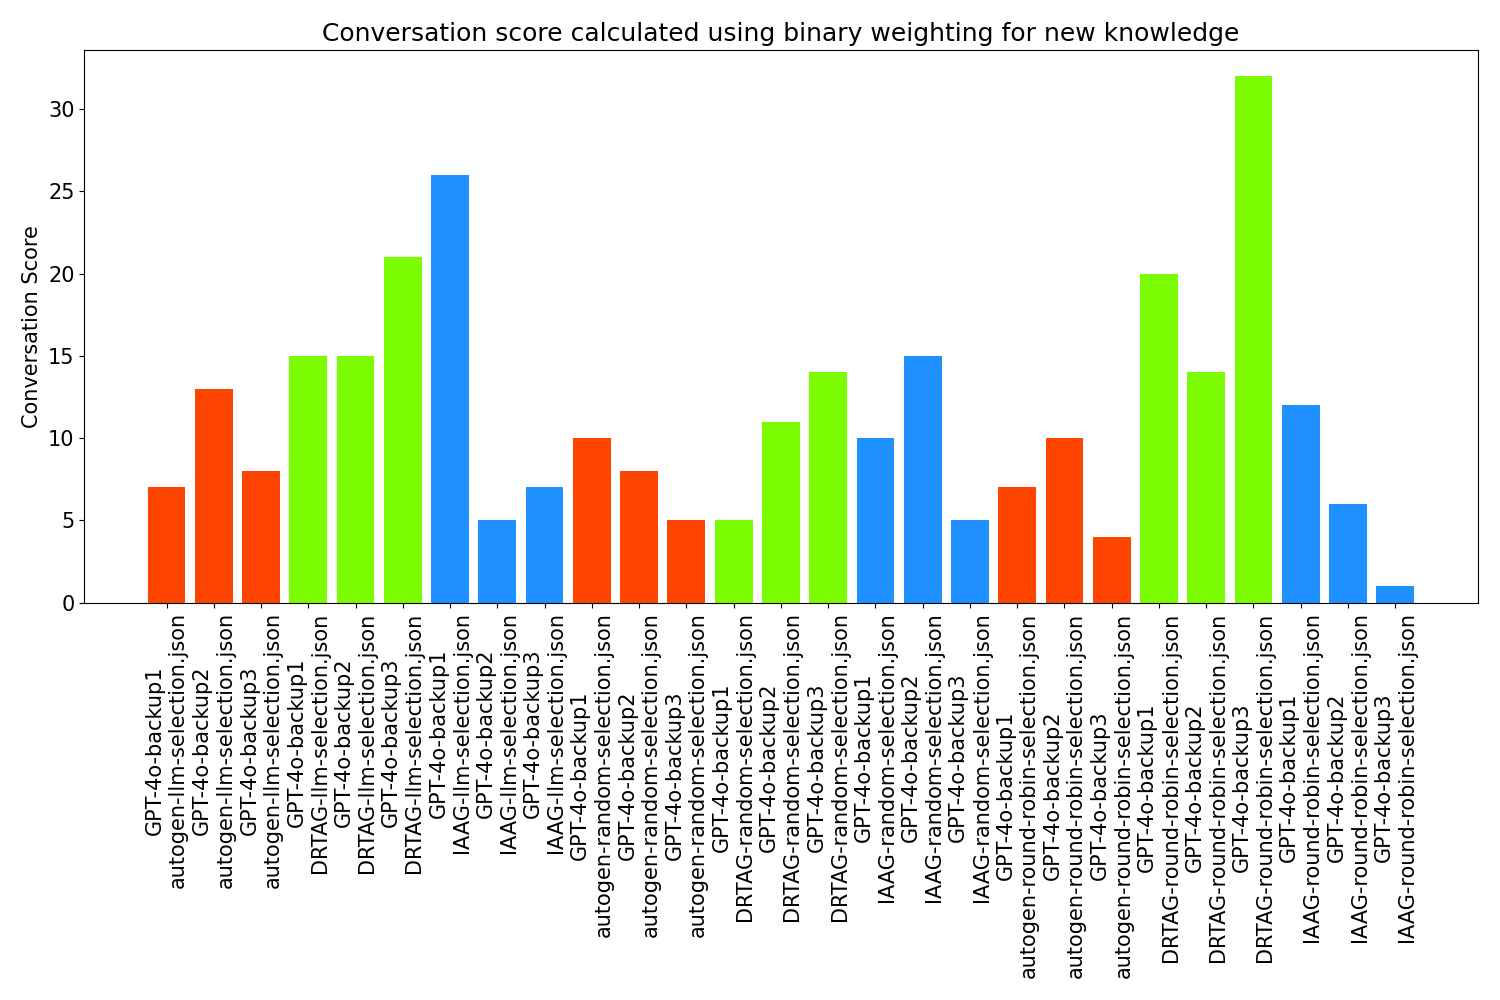 Conversation score calculated using binary weighting for new knowledge
Conversation Score
30
25
20
15
10
5
0
GPT-4o-backup1
autogen-llm-selection.json
GPT-4o-backup2
autogen-llm-selection.json
GPT-4o-backup3
autogen-llm-selection.json
GPT-4o-backup1
DRTAG-llm-selection.json
GPT-4o-backup2
DRTAG-llm-selection.json
GPT-4o-backup3
DRTAG-llm-selection.json
GPT-4o-backup1
IAAG-llm-selection.json
GPT-4o-backup2
IAAG-llm-selection.json
GPT-4o-backup3
IAAG-llm-selection.json
GPT-4o-backup1
autogen-random-selection.json
GPT-4o-backup2
autogen-random-selection.json
GPT-4o-backup3
autogen-random-selection.json
GPT-4o-backup1
DRTAG-random-selection.json
GPT-4o-backup2
DRTAG-random-selection.json
GPT-4o-backup3
DRTAG-random-selection.json
GPT-4o-backup1
IAAG-random-selection.json
GPT-4o-backup2
IAAG-random-selection.json
GPT-4o-backup3
IAAG-random-selection.json
GPT-4o-backup1
autogen-round-robin-selection.json
GPT-4o-backup2
autogen-round-robin-selection.json
GPT-4o-backup3
autogen-round-robin-selection.json
GPT-4o-backup1
DRTAG-round-robin-selection.json
GPT-4o-backup2
DRTAG-round-robin-selection.json
GPT-4o-backup3
DRTAG-round-robin-selection.json
GPT-4o-backup1
IAAG-round-robin-selection.json
GPT-4o-backup2
IAAG-round-robin-selection.json
GPT-4o-backup3
IAAG-round-robin-selection.json